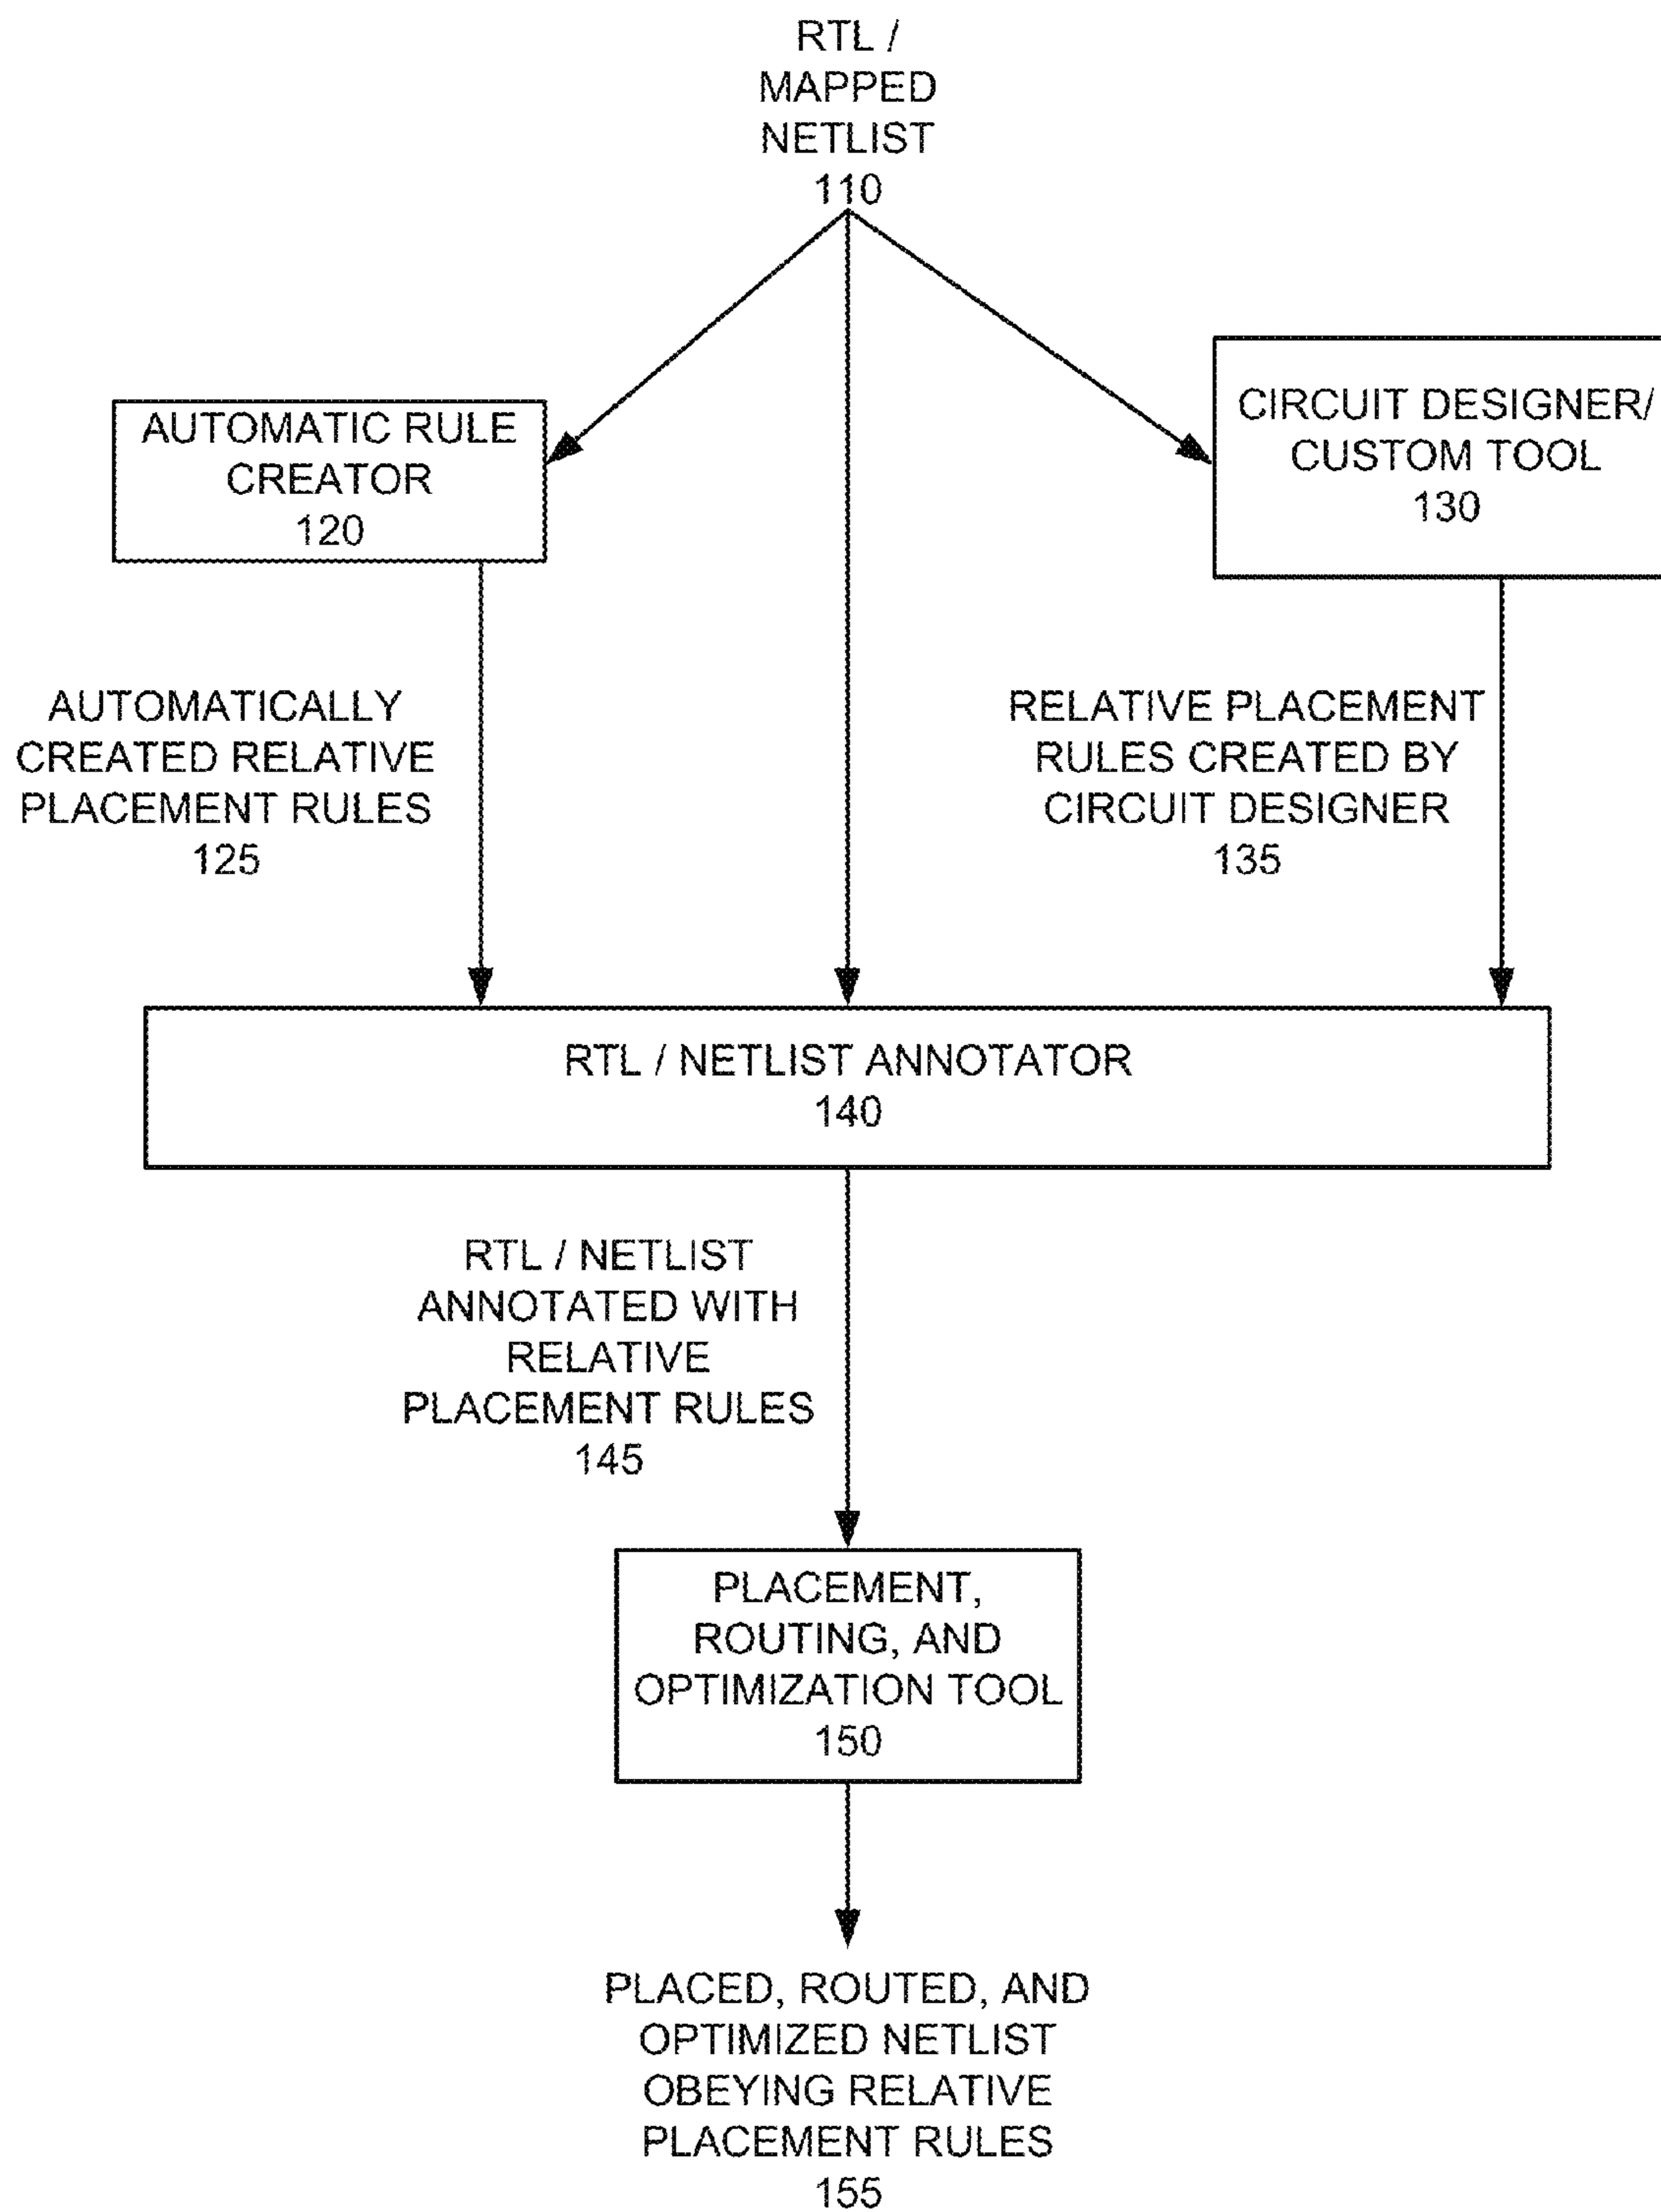 RTL /
MAPPED
NETLIST
110
AUTOMATIC RULE
CREATOR
120
CIRCUIT DESIGNER/
CUSTOM TOOL
130
AUTOMATICALLY
CREATED RELATIVE
PLACEMENT RULES
125
RELATIVE PLACEMENT
RULES CREATED BY
CIRCUIT DESIGNER
135
RTL / NETLIST ANNOTATOR
140
RTL / NETLIST
ANNOTATED WITH
RELATIVE
PLACEMENT RULES
145
PLACEMENT,
ROUTING, AND
OPTIMIZATION TOOL
150
PLACED, ROUTED, AND
OPTIMIZED NETLIST
OBEYING RELATIVE
PLACEMENT RULES
155